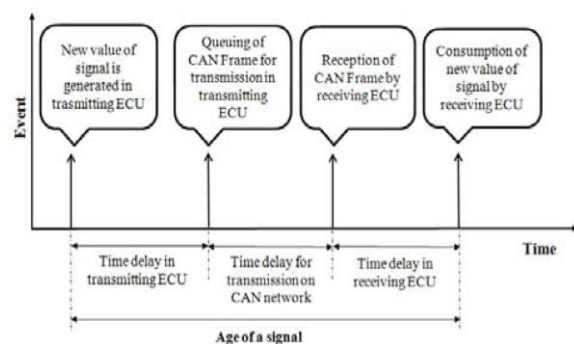 New value of
signal is
generated in
trasmitting ECU
Queuing of
CAN Frame for
transmission in
transmitting
ECU
Reception of
CAN Frame by
receiving ECU
Consumption of
new value of
signal by
receiving ECU
Event
Time
Time delay in
transmitting ECU
Time delay for
transmission on
CAN network
Time delay in
receiving ECU
Age of a signal